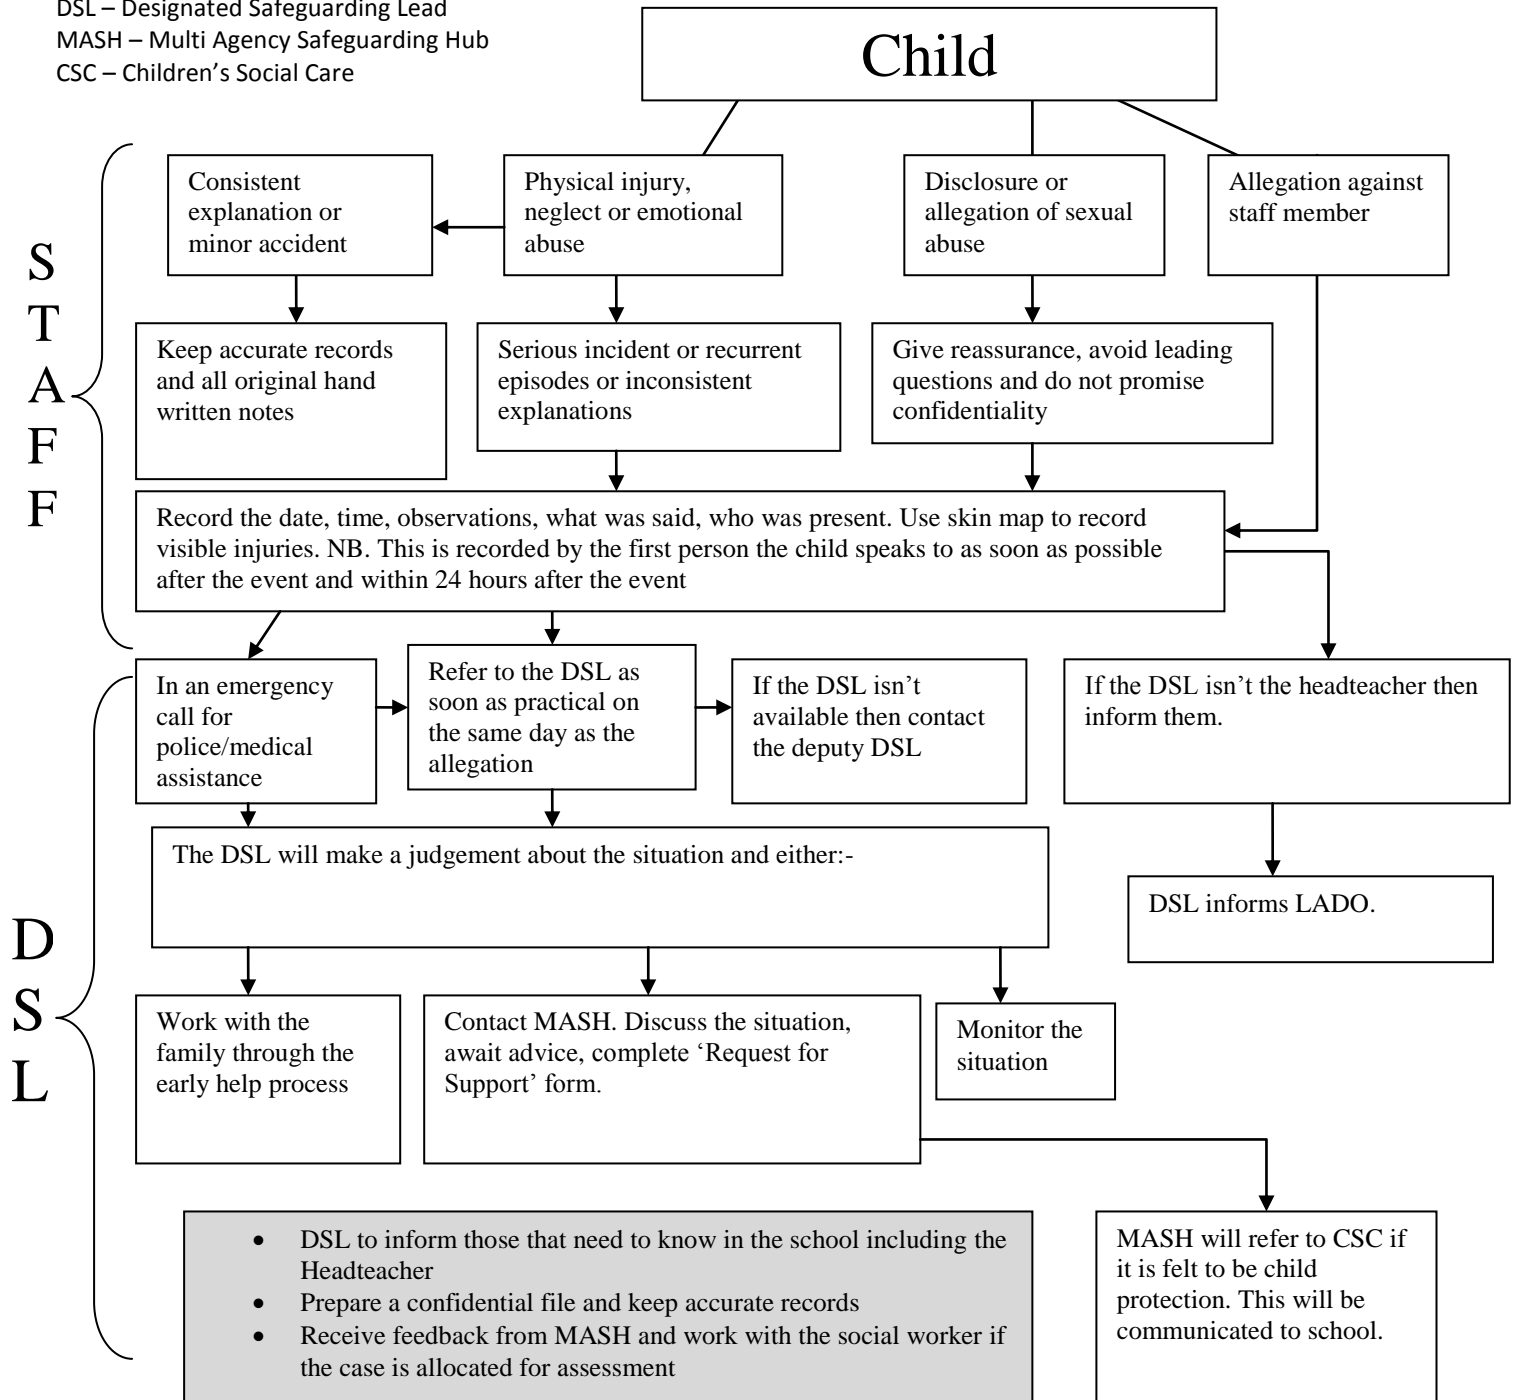 DSL – Designated Safeguarding Lead
MASH – Multi Agency Safeguarding Hub
CSC – Children's Social Care
Child
S
T
A
F
F
Consistent
explanation or
minor accident
Physical injury,
neglect or emotional
abuse
Disclosure or
allegation of sexual
abuse
Allegation against
staff member
Keep accurate records
and all original hand
written notes
Serious incident or recurrent
episodes or inconsistent
explanations
Give reassurance, avoid leading
questions and do not promise
confidentiality
Record the date, time, observations, what was said, who was present. Use skin map to record
visible injuries. NB. This is recorded by the first person the child speaks to as soon as possible
after the event and within 24 hours after the event
D
S
L
In an emergency
call for
police/medical
assistance
Refer to the DSL as
soon as practical on
the same day as the
allegation
If the DSL isn't
available then contact
the deputy DSL
If the DSL isn't the headteacher then
inform them.
The DSL will make a judgement about the situation and either:-
DSL informs LADO.
Work with the
family through the
early help process
Contact MASH. Discuss the situation,
await advice, complete ‘Request for
Support’ form.
Monitor the
situation
• DSL to inform those that need to know in the school including the
Headteacher
• Prepare a confidential file and keep accurate records
• Receive feedback from MASH and work with the social worker if
the case is allocated for assessment
MASH will refer to CSC if
it is felt to be child
protection. This will be
communicated to school.